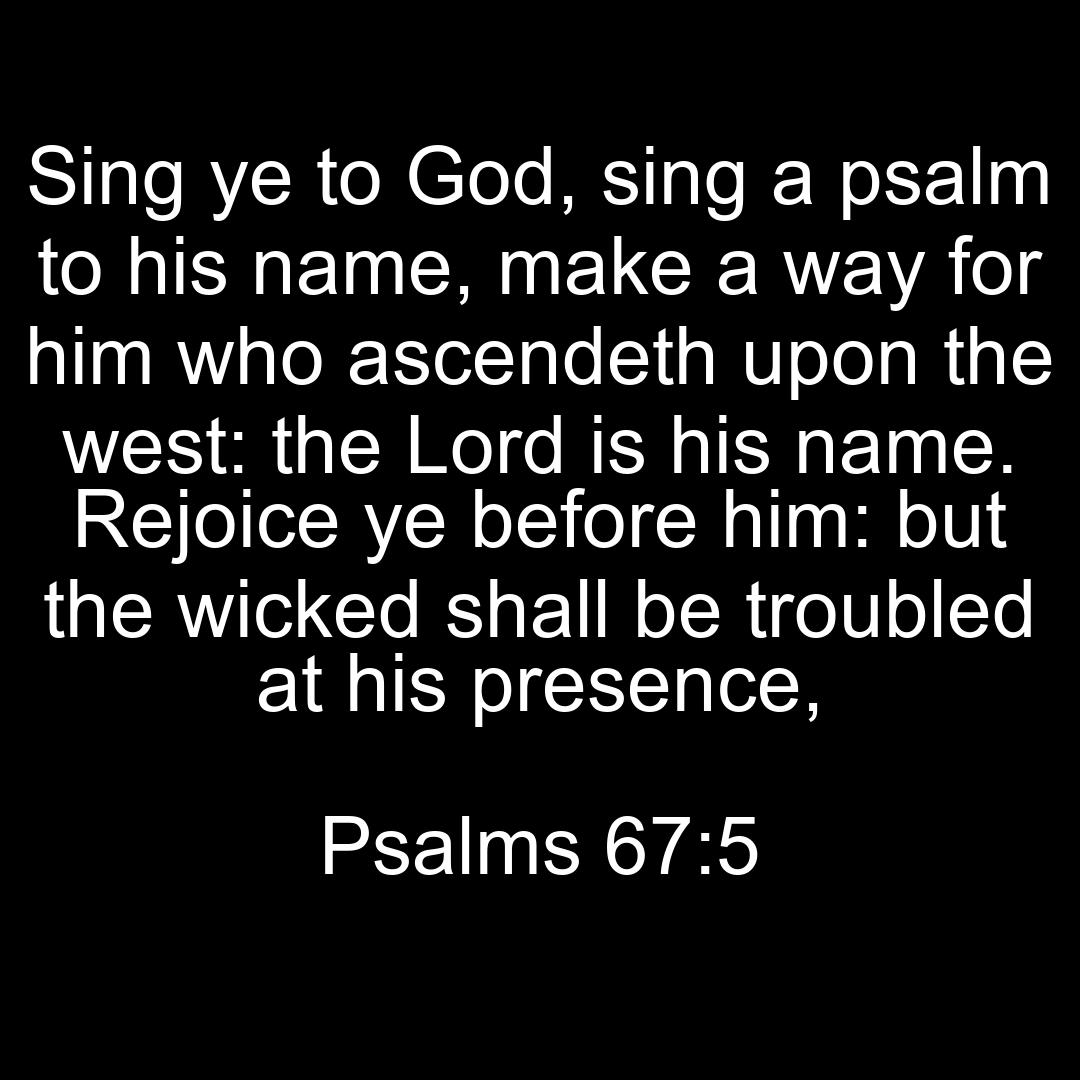 Sing ye to God, sing a psalm
to his name, make a way for
him who ascendeth upon the
west: the Lord is his name.
Rejoice ye before him: but
the wicked shall be troubled
at his presence,
Psalms 67:5